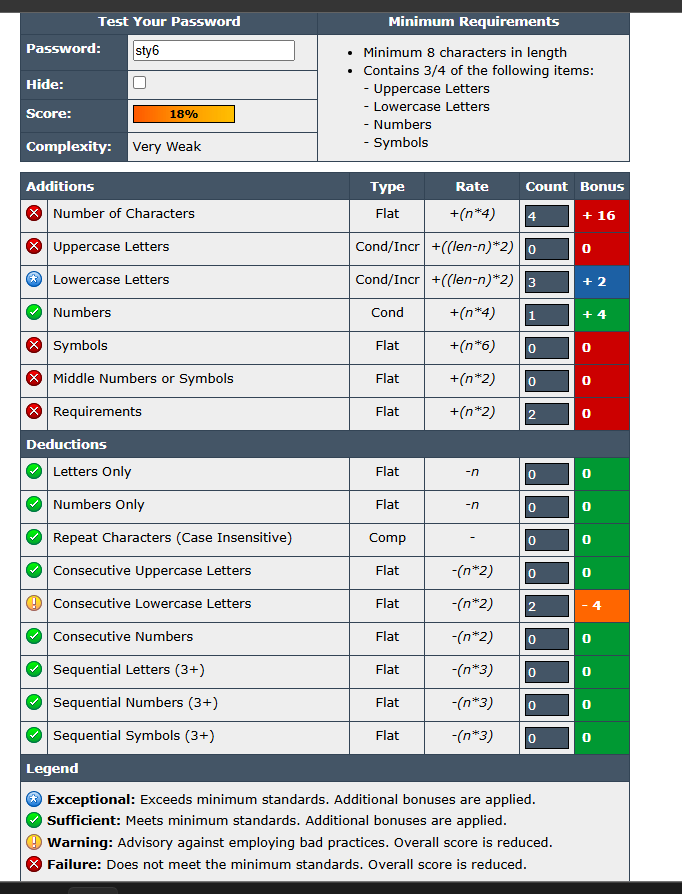 Test Your Password Minimum Requirements
Password: sty6
• Minimum 8 characters in length
• Contains 3/4 of the following items:
- Uppercase Letters
- Lowercase Letters
- Numbers
- Symbols
Hide:
Score: 18%
Complexity: Very Weak
Additions Type Rate Count Bonus
Number of Characters Flat +(n*4) 4 + 16
Uppercase Letters Cond/Incr +((len-n)*2) 0 0
Lowercase Letters Cond/Incr +((len-n)*2) 3 + 2
Numbers Cond +(n*4) 1 + 4
Symbols Flat +(n*6) 0 0
Middle Numbers or Symbols Flat +(n*2) 0 0
Requirements Flat +(n*2) 2 0
Deductions
Letters Only Flat -n 0 0
Numbers Only Flat -n 0 0
Repeat Characters (Case Insensitive) Comp - 0 0
Consecutive Uppercase Letters Flat -(n*2) 0 0
Consecutive Lowercase Letters Flat -(n*2) 2 - 4
Consecutive Numbers Flat -(n*2) 0 0
Sequential Letters (3+) Flat -(n*3) 0 0
Sequential Numbers (3+) Flat -(n*3) 0 0
Sequential Symbols (3+) Flat -(n*3) 0 0
Legend
Exceptional: Exceeds minimum standards. Additional bonuses are applied.
Sufficient: Meets minimum standards. Additional bonuses are applied.
Warning: Advisory against employing bad practices. Overall score is reduced.
Failure: Does not meet the minimum standards. Overall score is reduced.